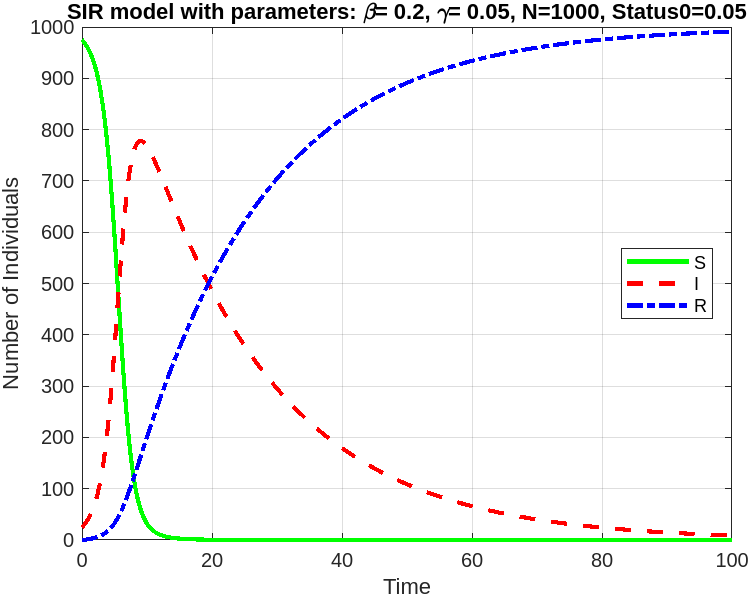 SIR model with parameters: β= 0.2, γ= 0.05, N=1000, Status0=0.05
1000
900
800
700
600
500
400
300
200
100
0
Number of Individuals
S
I
R
0 20 40 60 80 100
Time